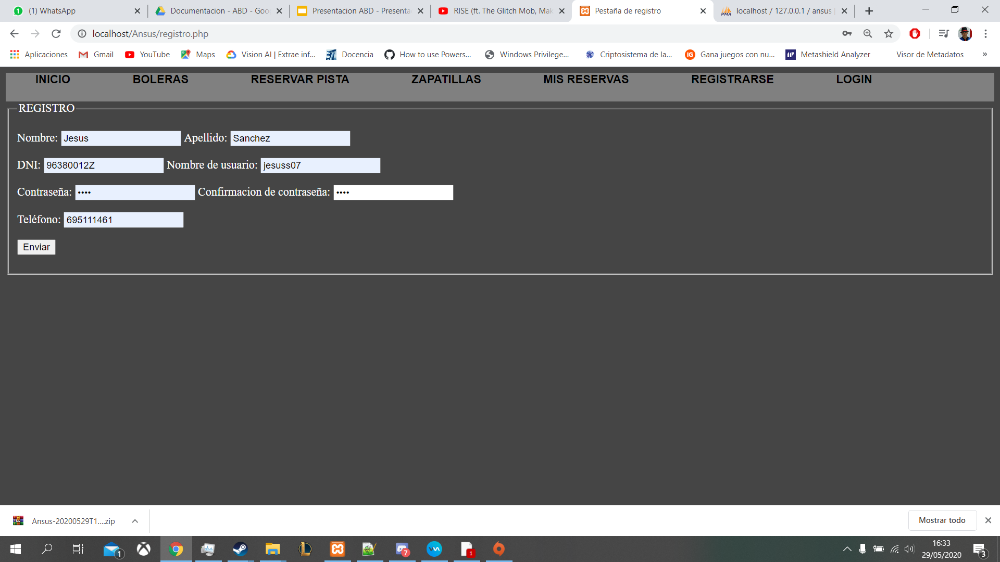 (1) WhatsApp
Documentacion - ABD - Goo
Presentacion ABD - Presenta
RISE (ft. The Glitch Mob, Mak
Pestaña de registro
localhost / 127.0.0.1 / ansus
localhost/Ansus/registro.php
Aplicaciones
Gmail
YouTube
Maps
Vision AI | Extrae inf...
Docencia
How to use Powers...
Windows Privilege...
Criptosistema de la...
Gana juegos con nu...
Metashield Analyzer
Visor de Metadatos
»
INICIO BOLERAS RESERVAR PISTA ZAPATILLAS MIS RESERVAS REGISTRARSE LOGIN
REGISTRO
Nombre: Jesus Apellido: Sanchez
DNI: 96380012Z Nombre de usuario: jesuss07
Contraseña: •••• Confirmacion de contraseña: ••••
Teléfono: 695111461
Enviar
Ansus-20200529T1....zip
Mostrar todo
1
7
1
16:33
29/05/2020
3